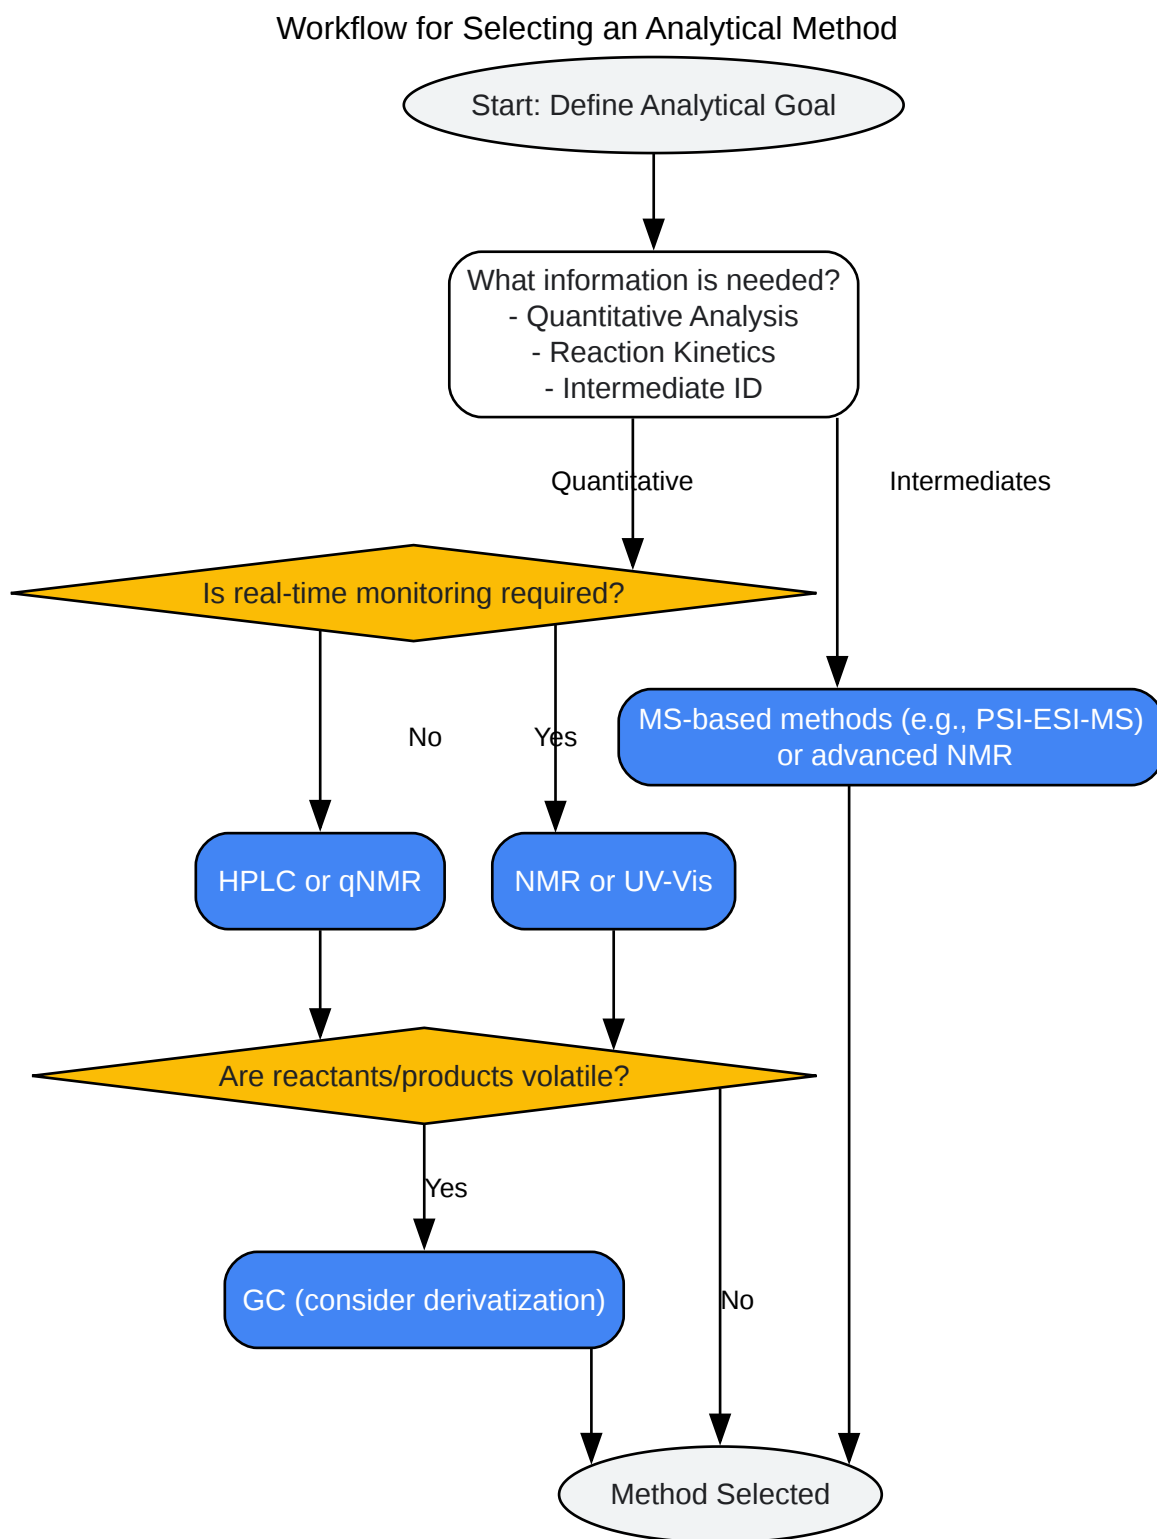 Workflow for Selecting an Analytical Method
Start: Define Analytical Goal
What information is needed?
- Quantitative Analysis
- Reaction Kinetics
- Intermediate ID
Quantitative
Intermediates
Is real-time monitoring required?
No
Yes
MS-based methods (e.g., PSI-ESI-MS)
or advanced NMR
HPLC or qNMR
NMR or UV-Vis
Are reactants/products volatile?
Yes
GC (consider derivatization)
No
Method Selected